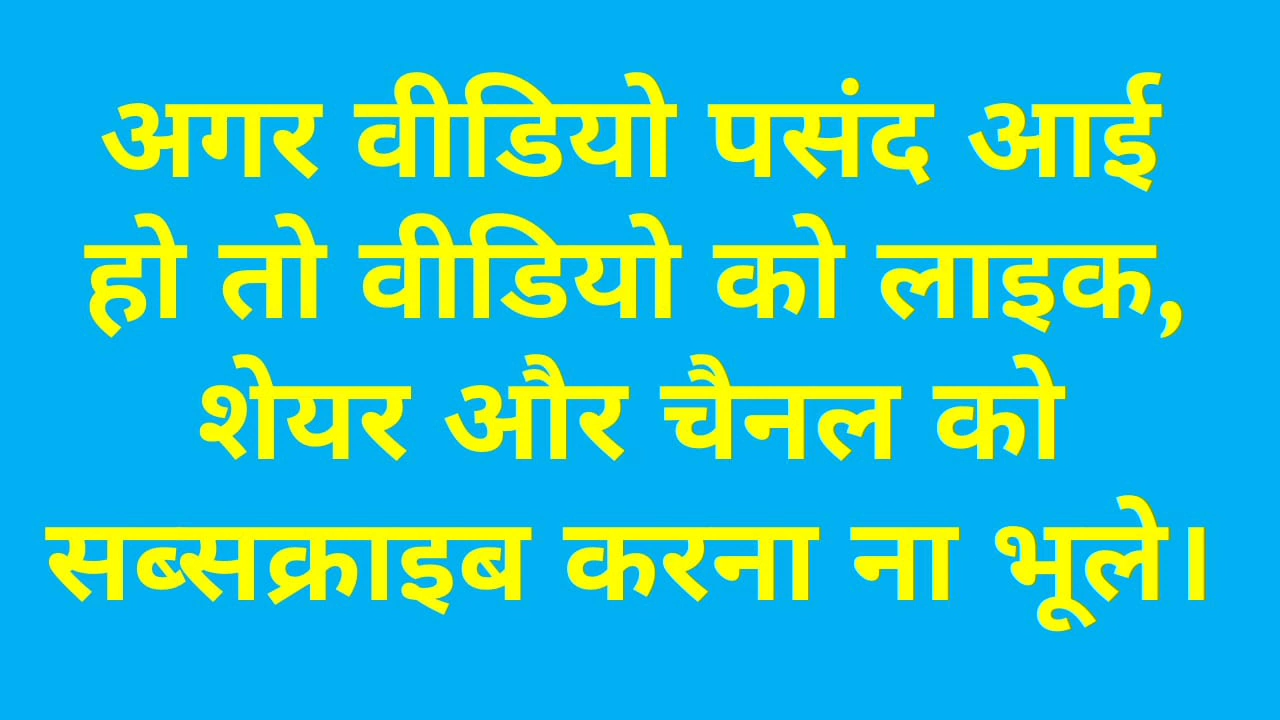 अगर वीडियो पसंद आई
हो तो वीडियो को लाइक,
शेयर और चैनल को
सब्सक्राइब करना ना भूले।